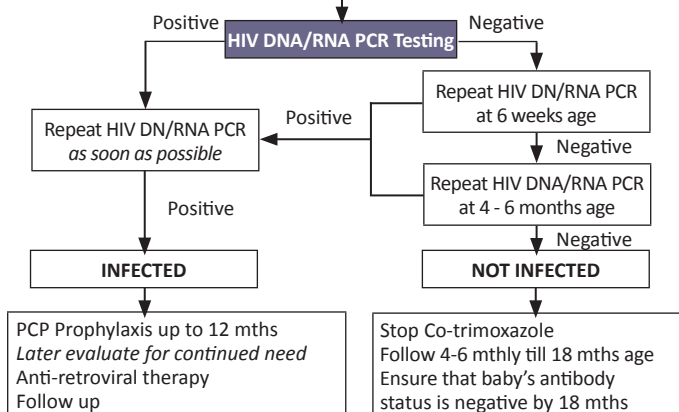 Positive
Negative
HIV DNA/RNA PCR Testing
Repeat HIV DN/RNA PCR
at 6 weeks age
Positive
Repeat HIV DN/RNA PCR
as soon as possible
Negative
Repeat HIV DNA/RNA PCR
at 4 - 6 months age
Positive
Negative
INFECTED
NOT INFECTED
PCP Prophylaxis up to 12 mths
Later evaluate for continued need
Anti-retroviral therapy
Follow up
Stop Co-trimoxazole
Follow 4-6 mthly till 18 mths age
Ensure that baby's antibody
status is negative by 18 mths